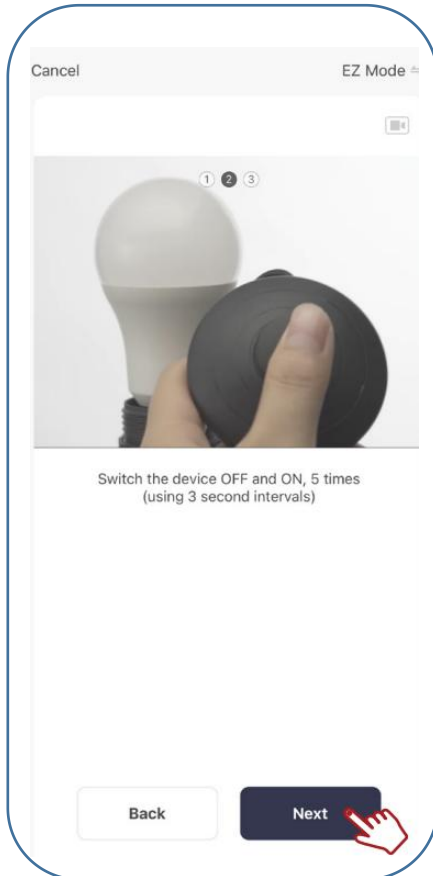 Cancel
EZ Mode
1 2 3
Switch the device OFF and ON, 5 times
(using 3 second intervals)
Back
Next